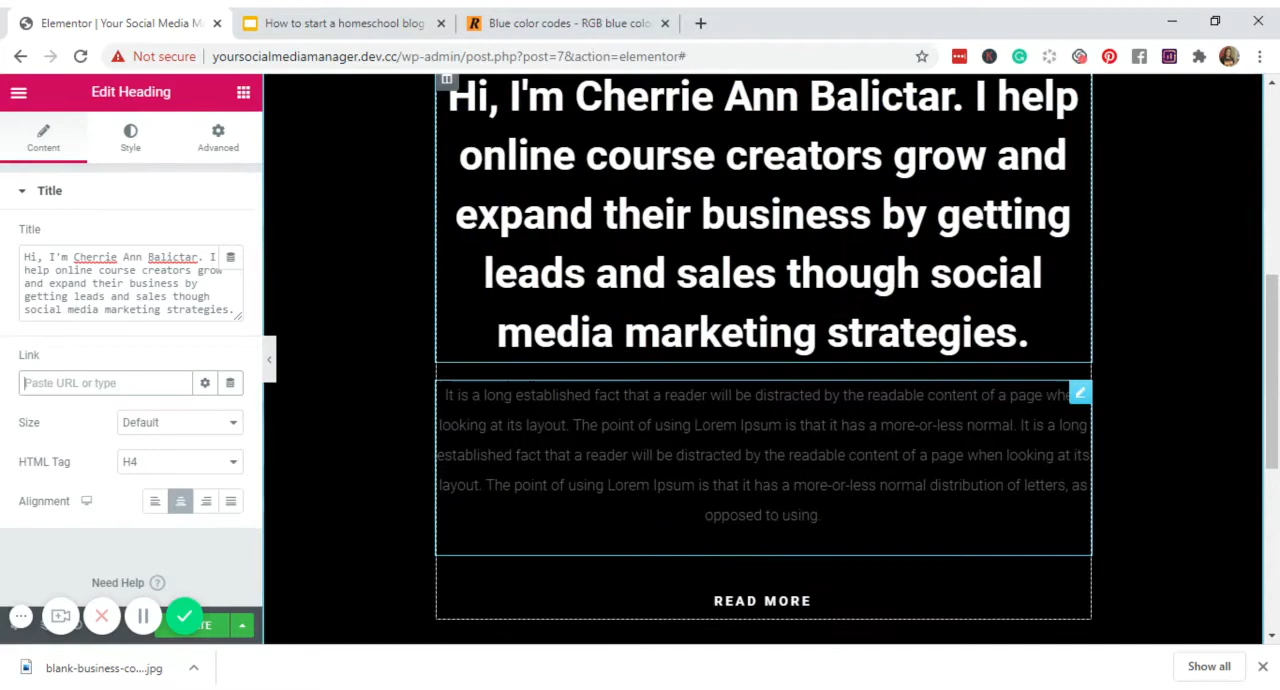 Elementor | Your Social Media M
How to start a homeschool blog
R
Blue color codes - RGB blue colo
Not secure
yoursocialmediamanager.dev.cc/wp-admin/post.php?post=7&action=elementor#
Edit Heading
Content
Style
Advanced
Title
Title
Hi, I'm Cherrie Ann Balictar. I
help online course creators grow
and expand their business by
getting leads and sales though
social media marketing strategies.
Link
Paste URL or type
Size
Default
HTML Tag
H4
Alignment
Need Help
Hi, I'm Cherrie Ann Balictar. I help
online course creators grow and
expand their business by getting
leads and sales though social
media marketing strategies.
It is a long established fact that a reader will be distracted by the readable content of a page
looking at its layout. The point of using Lorem Ipsum is that it has a more-or-less normal. It is a long
established fact that a reader will be distracted by the readable content of a page when looking at its
layout. The point of using Lorem Ipsum is that it has a more-or-less normal distribution of letters, as
opposed to using.
READ MORE
blank-business-co....jpg
Show all